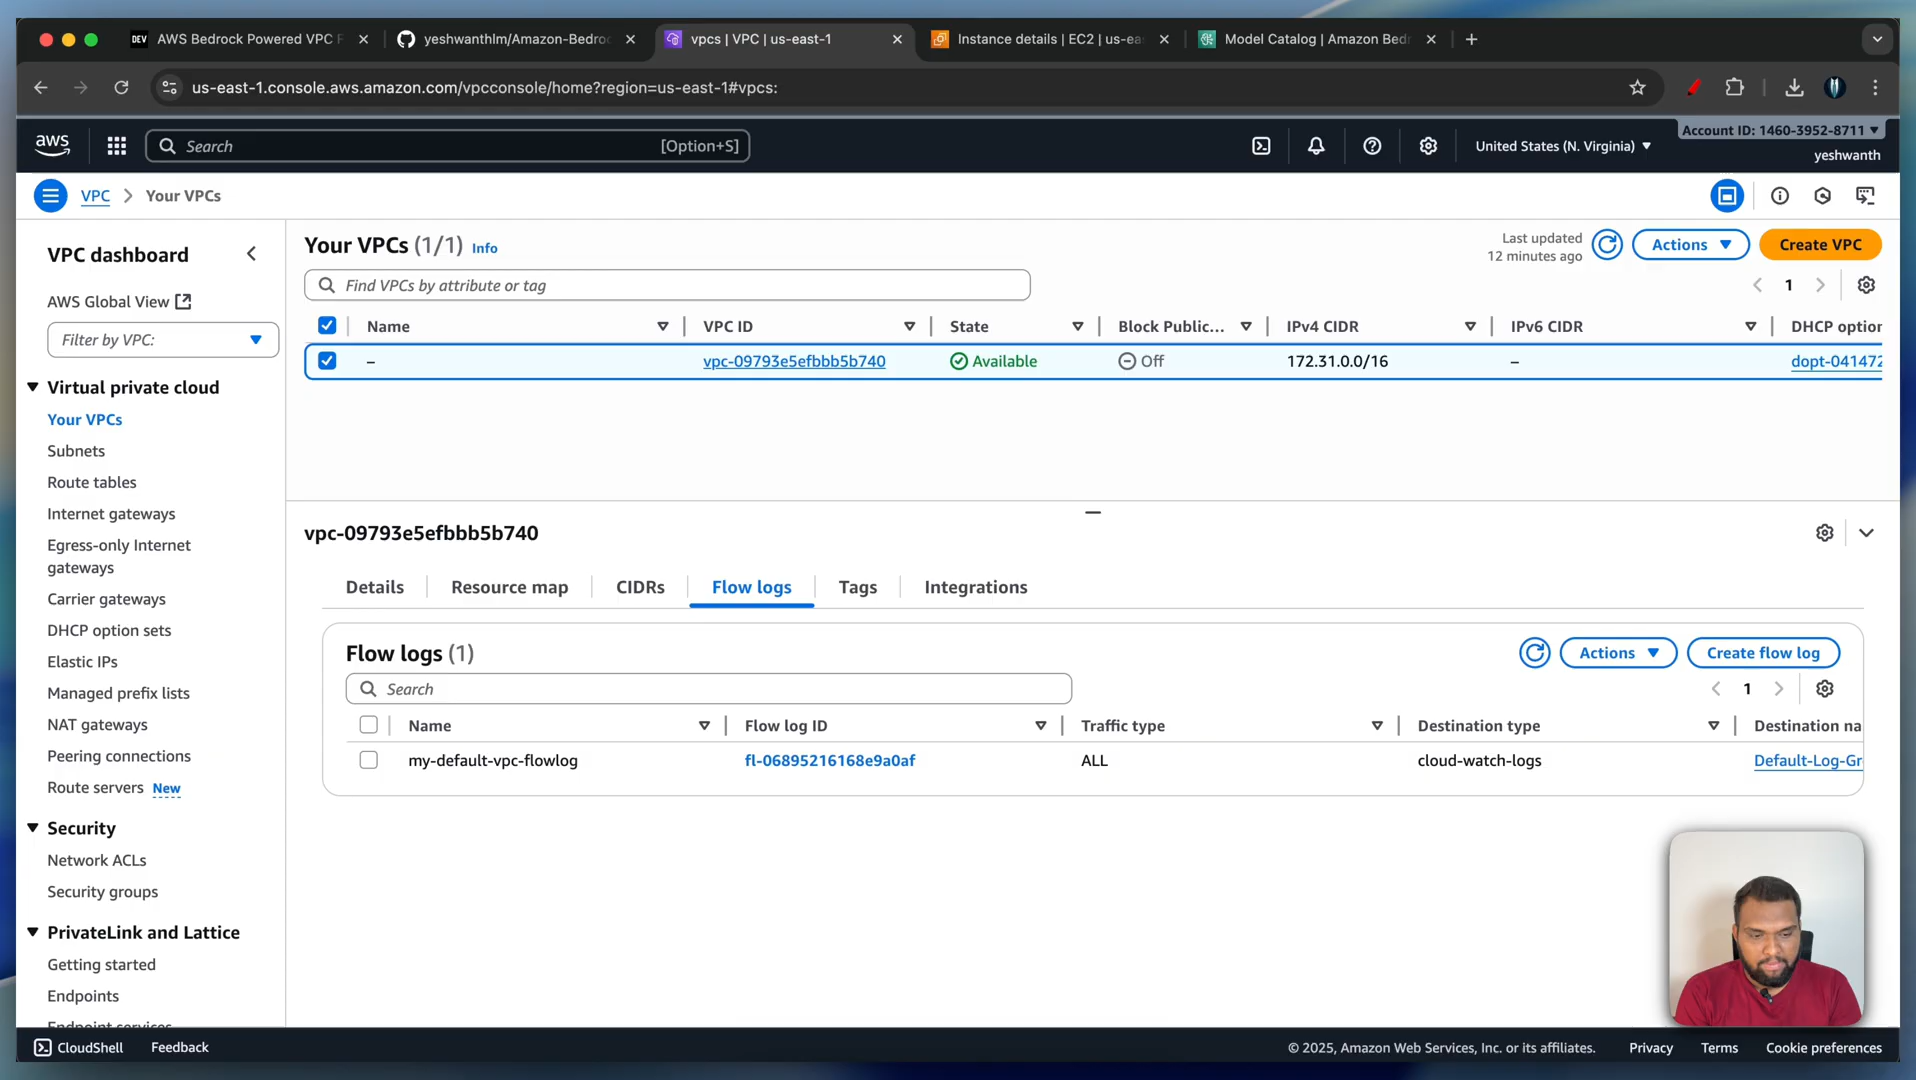 DEV AWS Bedrock Powered VPC F
yeshwanthlm/Amazon-Bedro
vpcs | VPC | us-east-1
Instance details | EC2 | us-ea
Model Catalog | Amazon Bedr
us-east-1.console.aws.amazon.com/vpcconsole/home?region=us-east-1#vpcs:
aws
Search
[Option+S]
United States (N. Virginia)
Account ID: 1460-3952-8711
yeshwanth
VPC
Your VPCs
VPC dashboard
AWS Global View
Filter by VPC:
Virtual private cloud
Your VPCs
Subnets
Route tables
Internet gateways
Egress-only Internet
gateways
Carrier gateways
DHCP option sets
Elastic IPs
Managed prefix lists
NAT gateways
Peering connections
Route servers New
Security
Network ACLs
Security groups
PrivateLink and Lattice
Getting started
Endpoints
Endpoint services
Your VPCs (1/1) Info
Last updated
12 minutes ago
Actions
Create VPC
Find VPCs by attribute or tag
1
Name
VPC ID
State
Block Public...
IPv4 CIDR
IPv6 CIDR
DHCP option
–
vpc-09793e5efbbb5b740
Available
Off
172.31.0.0/16
–
dopt-041472
vpc-09793e5efbbb5b740
Details
Resource map
CIDRs
Flow logs
Tags
Integrations
Flow logs (1)
Actions
Create flow log
Search
1
Name
Flow log ID
Traffic type
Destination type
Destination na
my-default-vpc-flowlog
fl-06895216168e9a0af
ALL
cloud-watch-logs
Default-Log-Gr
CloudShell
Feedback
© 2025, Amazon Web Services, Inc. or its affiliates.
Privacy
Terms
Cookie preferences